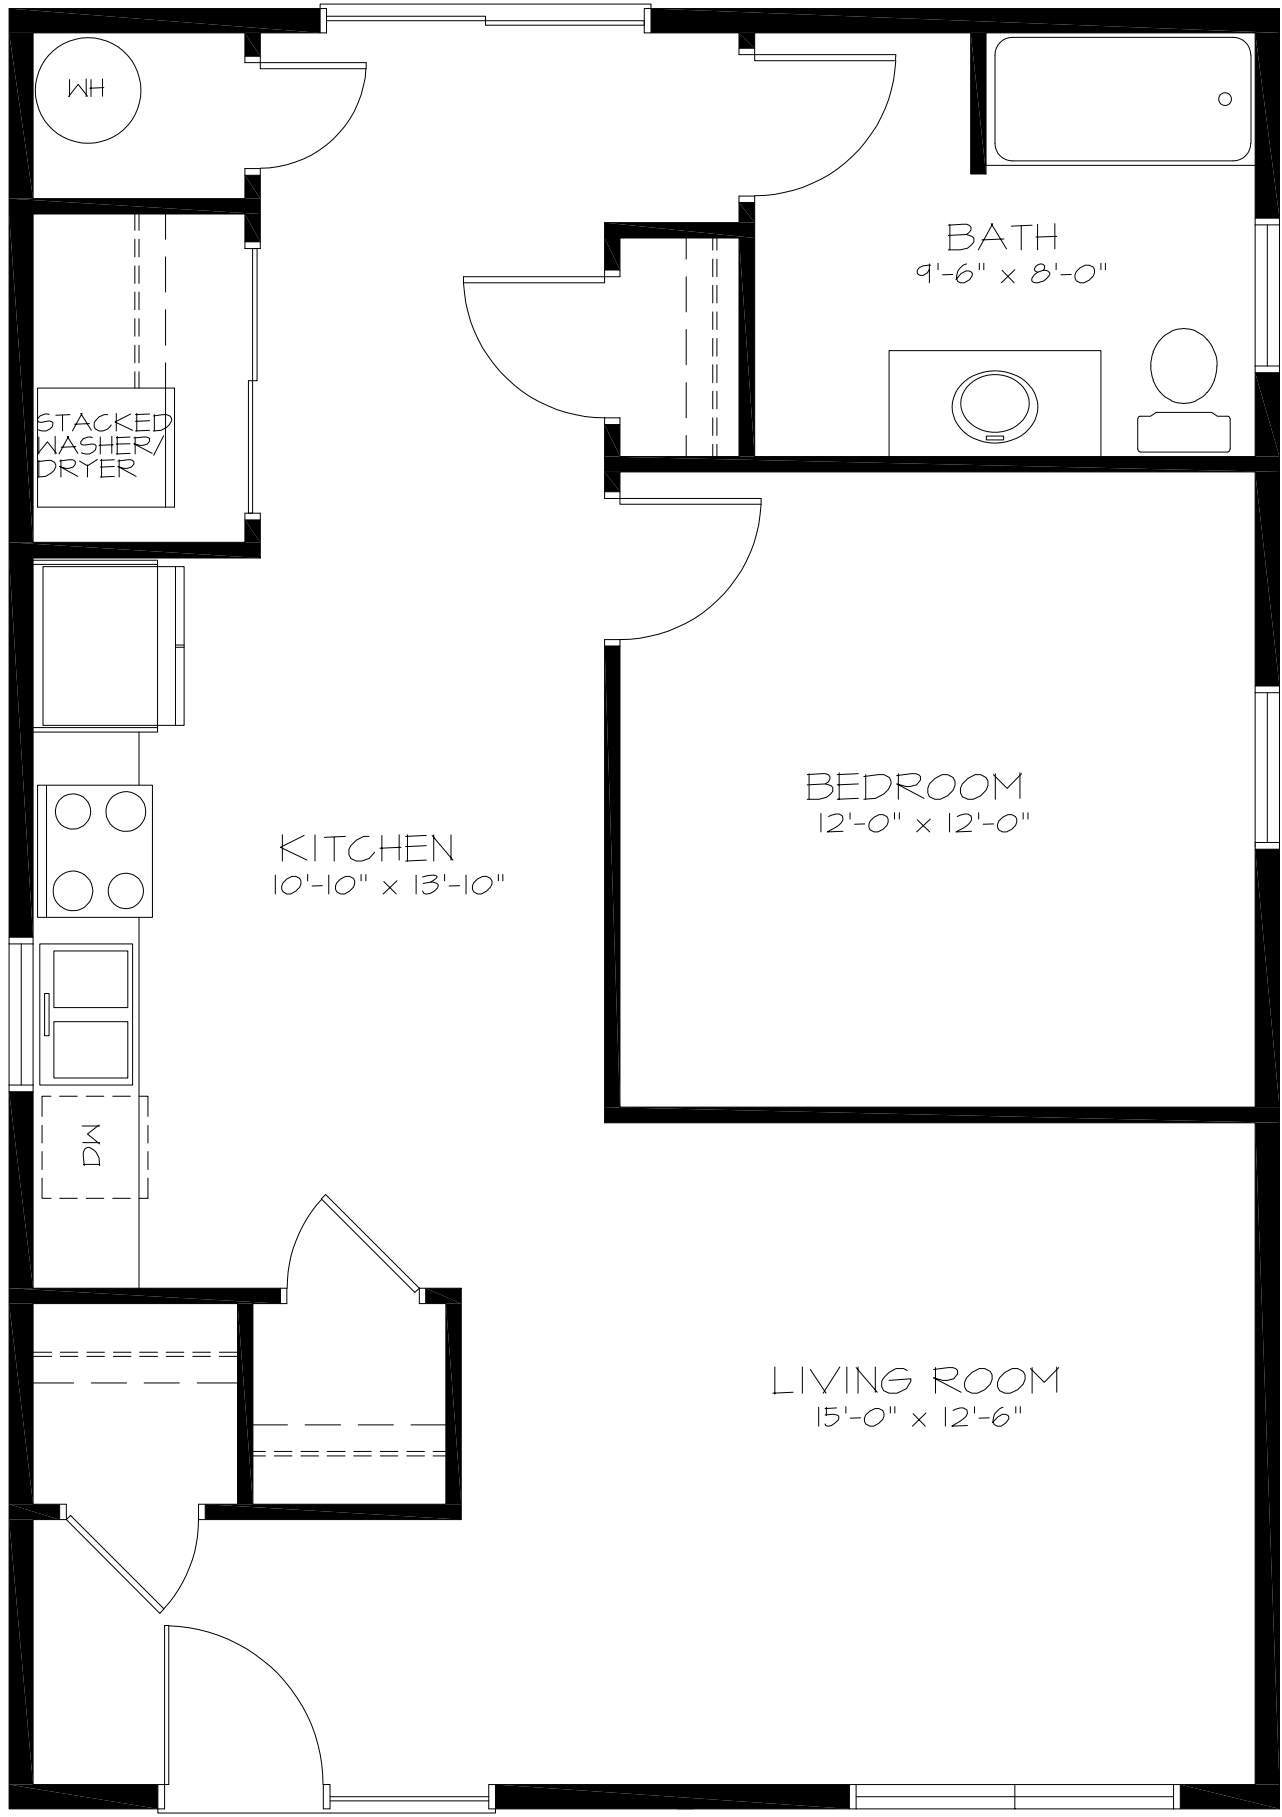 WH
BATH
9'-6" x 8'-0"
STACKED
WASHER/
DRYER
BEDROOM
12'-0" x 12'-0"
KITCHEN
10'-10" x 13'-10"
DW
LIVING ROOM
15'-0" x 12'-6"